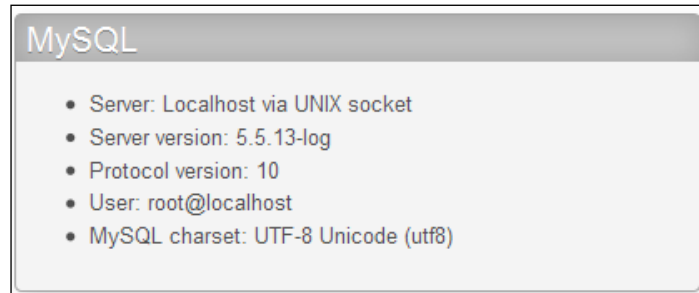 MySQL
Server: Localhost via UNIX socket
Server version: 5.5.13-log
Protocol version: 10
User: root@localhost
MySQL charset: UTF-8 Unicode (utf8)